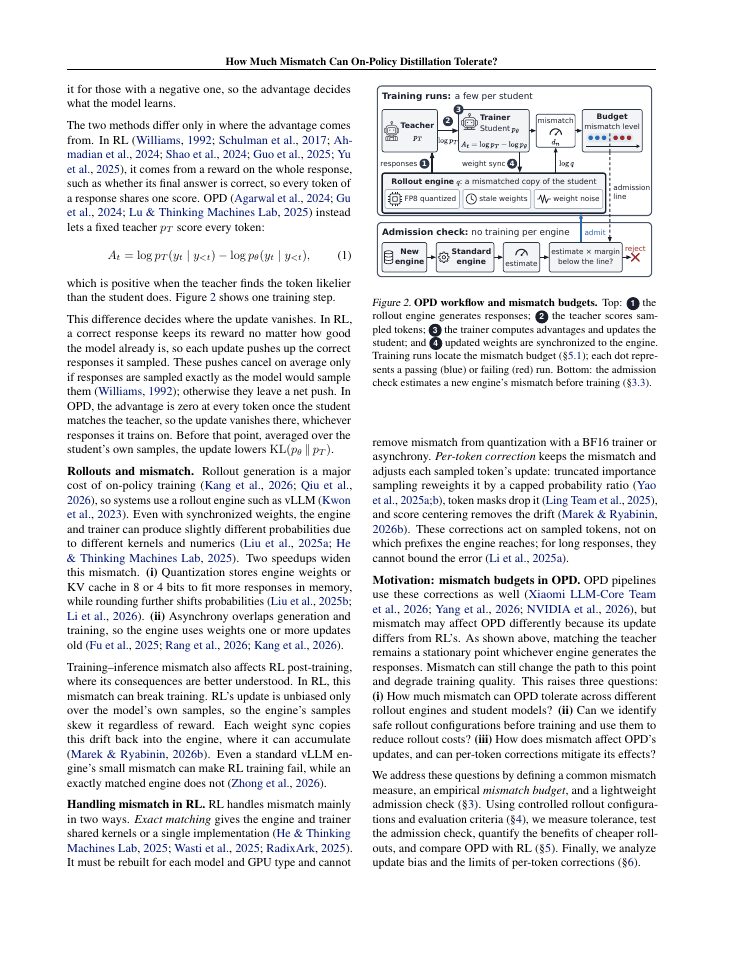 How Much Mismatch Can On-Policy Distillation Tolerate?
it for those with a negative one, so the advantage decides
what the model learns.
The two methods differ only in where the advantage comes
from. In RL (Williams, 1992; Schulman et al., 2017; Ah-
madian et al., 2024; Shao et al., 2024; Guo et al., 2025; Yu
et al., 2025), it comes from a reward on the whole response,
such as whether its final answer is correct, so every token of
a response shares one score. OPD (Agarwal et al., 2024; Gu
et al., 2024; Lu & Thinking Machines Lab, 2025) instead
lets a fixed teacher p_T score every token:
A_t = log p_T(y_t | y_{<t}) − log p_θ(y_t | y_{<t}), (1)
which is positive when the teacher finds the token likelier
than the student does. Figure 2 shows one training step.
This difference decides where the update vanishes. In RL,
a correct response keeps its reward no matter how good
the model already is, so each update pushes up the correct
responses it sampled. These pushes cancel on average only
if responses are sampled exactly as the model would sample
them (Williams, 1992); otherwise they leave a net push. In
OPD, the advantage is zero at every token once the student
matches the teacher, so the update vanishes there, whichever
responses it trains on. Before that point, averaged over the
student's own samples, the update lowers KL(p_θ ∥ p_T).
Rollouts and mismatch. Rollout generation is a major
cost of on-policy training (Kang et al., 2026; Qiu et al.,
2026), so systems use a rollout engine such as vLLM (Kwon
et al., 2023). Even with synchronized weights, the engine
and trainer can produce slightly different probabilities due
to different kernels and numerics (Liu et al., 2025a; He
& Thinking Machines Lab, 2025). Two speedups widen
this mismatch. (i) Quantization stores engine weights or
KV cache in 8 or 4 bits to fit more responses in memory,
while rounding further shifts probabilities (Liu et al., 2025b;
Li et al., 2026). (ii) Asynchrony overlaps generation and
training, so the engine uses weights one or more updates
old (Fu et al., 2025; Rang et al., 2026; Kang et al., 2026).
Training–inference mismatch also affects RL post-training,
where its consequences are better understood. In RL, this
mismatch can break training. RL's update is unbiased only
over the model's own samples, so the engine's samples
skew it regardless of reward. Each weight sync copies
this drift back into the engine, where it can accumulate
(Marek & Ryabinin, 2026b). Even a standard vLLM en-
gine's small mismatch can make RL training fail, while an
exactly matched engine does not (Zhong et al., 2026).
Handling mismatch in RL. RL handles mismatch mainly
in two ways. Exact matching gives the engine and trainer
shared kernels or a single implementation (He & Thinking
Machines Lab, 2025; Wasti et al., 2025; RadixArk, 2025).
It must be rebuilt for each model and GPU type and cannot
Training runs: a few per student
Teacher
p_T
2
log p_T
3
Trainer
Student p_θ
A_t = log p_T − log p_θ
mismatch
d_n
Budget
mismatch level
responses 1
weight sync 4
log q
Rollout engine q: a mismatched copy of the student
FP8 quantized
stale weights
weight noise
admission
line
Admission check: no training per engine
admit
New
engine
Standard
engine
estimate
estimate × margin
below the line?
reject
Figure 2. OPD workflow and mismatch budgets. Top: 1 the
rollout engine generates responses; 2 the teacher scores sam-
pled tokens; 3 the trainer computes advantages and updates the
student; and 4 updated weights are synchronized to the engine.
Training runs locate the mismatch budget (§5.1); each dot repre-
sents a passing (blue) or failing (red) run. Bottom: the admission
check estimates a new engine's mismatch before training (§3.3).
remove mismatch from quantization with a BF16 trainer or
asynchrony. Per-token correction keeps the mismatch and
adjusts each sampled token's update: truncated importance
sampling reweights it by a capped probability ratio (Yao
et al., 2025a;b), token masks drop it (Ling Team et al., 2025),
and score centering removes the drift (Marek & Ryabinin,
2026b). These corrections act on sampled tokens, not on
which prefixes the engine reaches; for long responses, they
cannot bound the error (Li et al., 2025a).
Motivation: mismatch budgets in OPD. OPD pipelines
use these corrections as well (Xiaomi LLM-Core Team
et al., 2026; Yang et al., 2026; NVIDIA et al., 2026), but
mismatch may affect OPD differently because its update
differs from RL's. As shown above, matching the teacher
remains a stationary point whichever engine generates the
responses. Mismatch can still change the path to this point
and degrade training quality. This raises three questions:
(i) How much mismatch can OPD tolerate across different
rollout engines and student models? (ii) Can we identify
safe rollout configurations before training and use them to
reduce rollout costs? (iii) How does mismatch affect OPD's
updates, and can per-token corrections mitigate its effects?
We address these questions by defining a common mismatch
measure, an empirical mismatch budget, and a lightweight
admission check (§3). Using controlled rollout configura-
tions and evaluation criteria (§4), we measure tolerance, test
the admission check, quantify the benefits of cheaper roll-
outs, and compare OPD with RL (§5). Finally, we analyze
update bias and the limits of per-token corrections (§6).